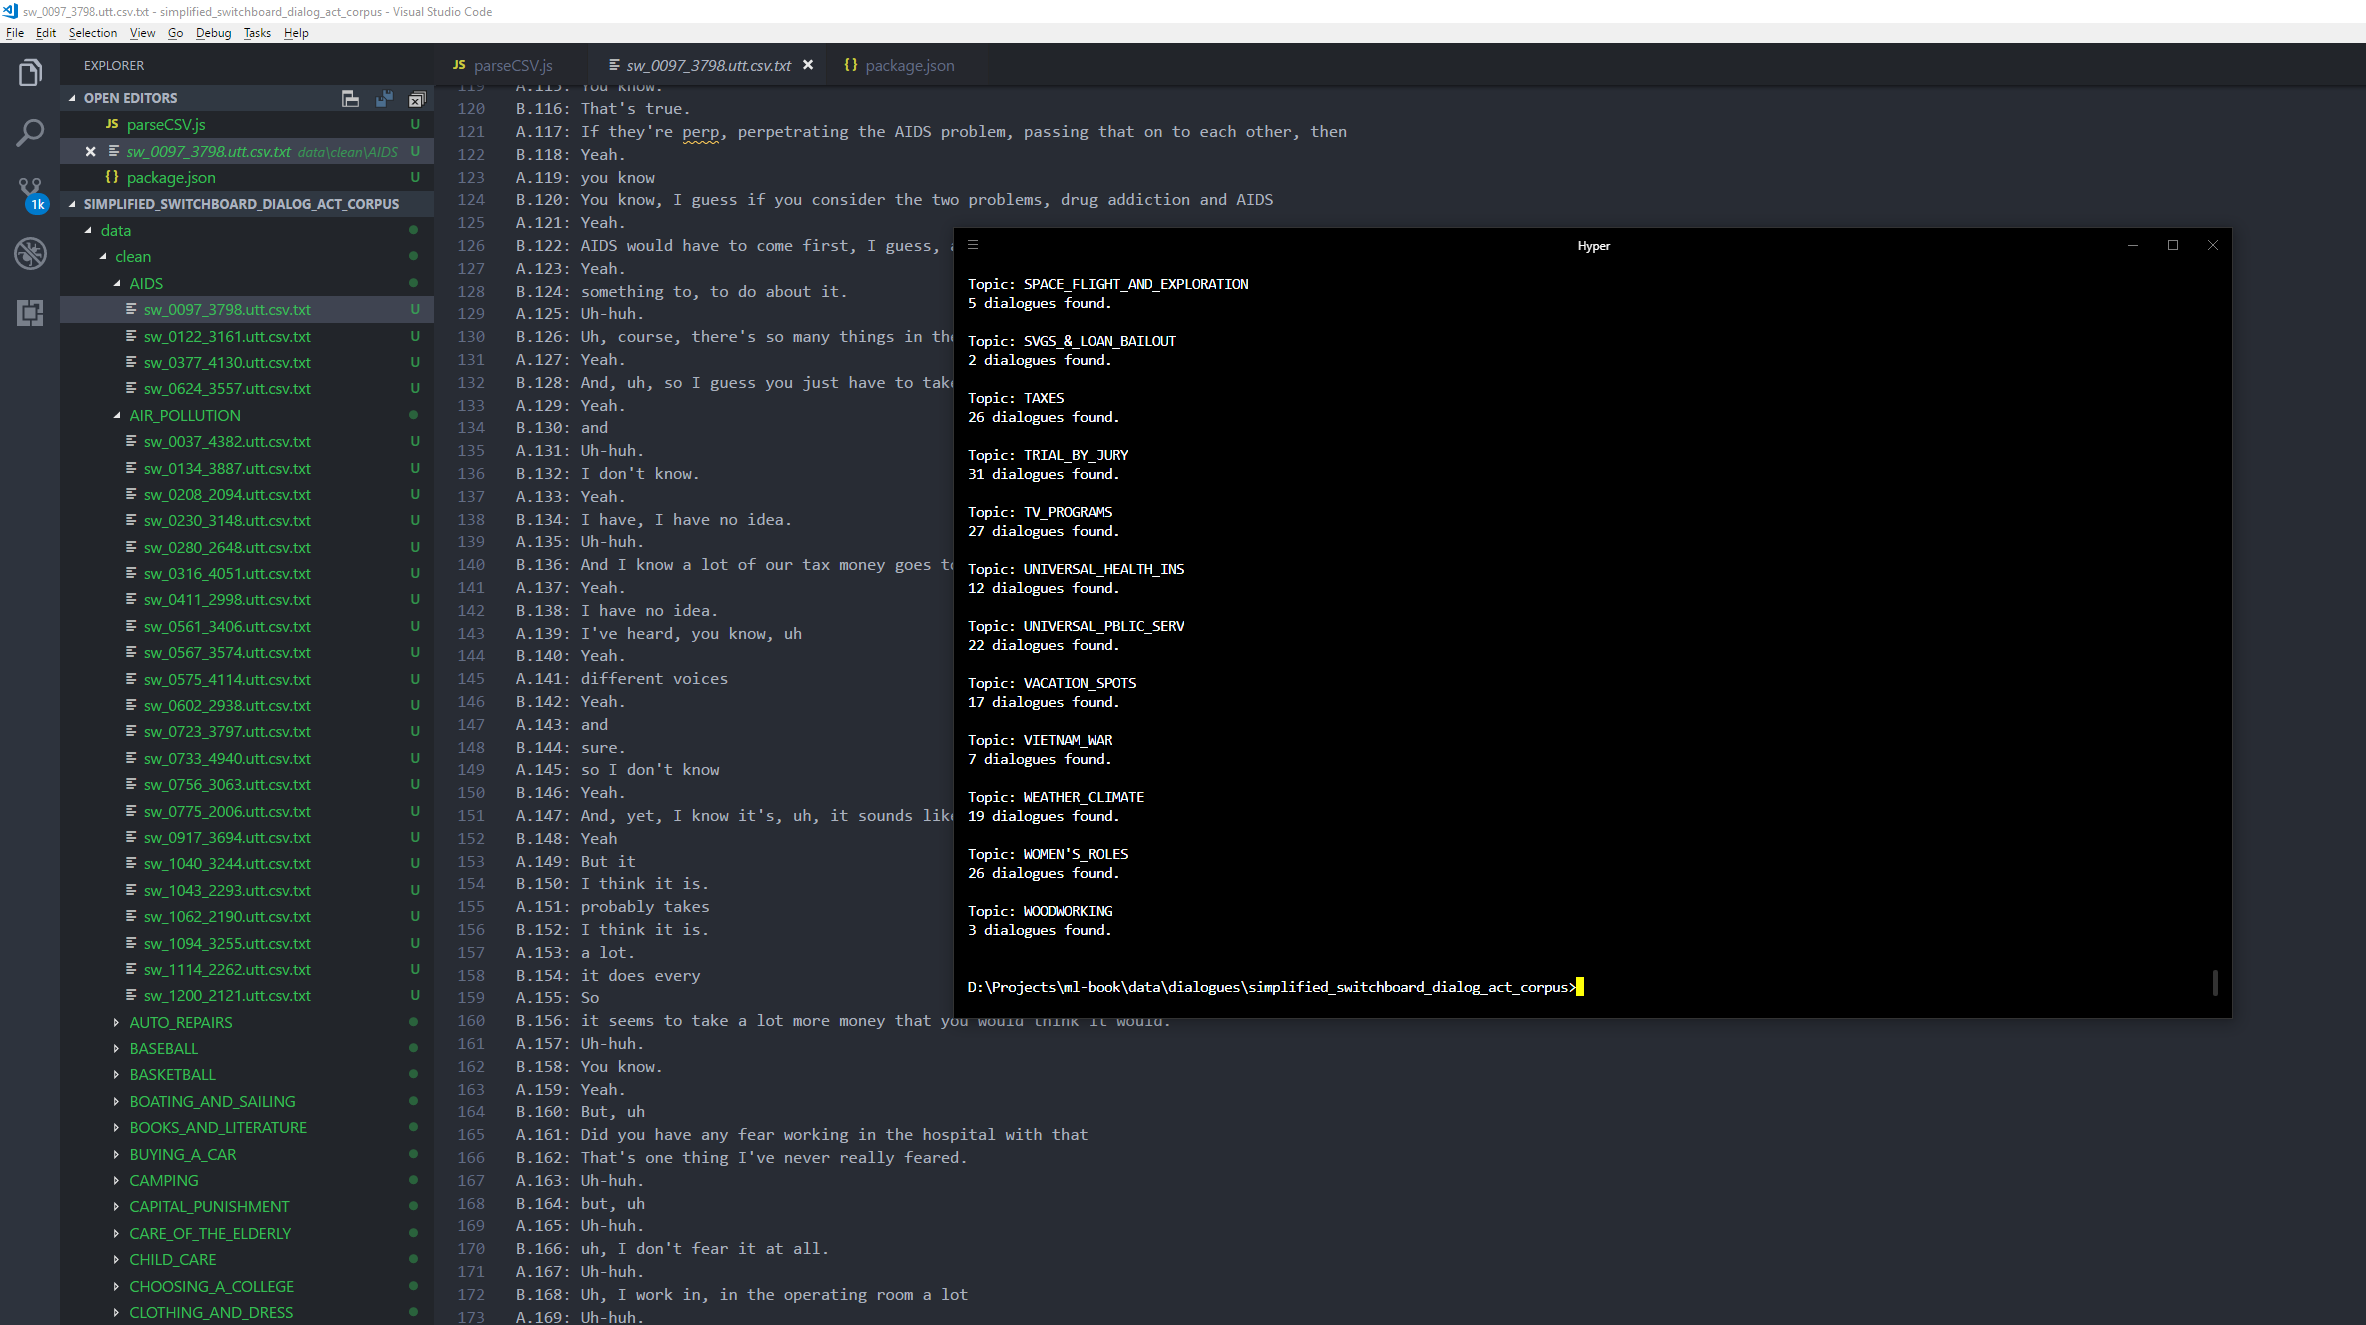 sw_0097_3798.utt.csv.txt - simplified_switchboard_dialog_act_corpus - Visual Studio Code
File Edit Selection View Go Debug Tasks Help
EXPLORER
OPEN EDITORS
JS parseCSV.js U
sw_0097_3798.utt.csv.txt data\clean\AIDS U
{} package.json U
1k
SIMPLIFIED_SWITCHBOARD_DIALOG_ACT_CORPUS
data
clean
AIDS
sw_0097_3798.utt.csv.txt U
sw_0122_3161.utt.csv.txt U
sw_0377_4130.utt.csv.txt U
sw_0624_3557.utt.csv.txt U
AIR_POLLUTION
sw_0037_4382.utt.csv.txt U
sw_0134_3887.utt.csv.txt U
sw_0208_2094.utt.csv.txt U
sw_0230_3148.utt.csv.txt U
sw_0280_2648.utt.csv.txt U
sw_0316_4051.utt.csv.txt U
sw_0411_2998.utt.csv.txt U
sw_0561_3406.utt.csv.txt U
sw_0567_3574.utt.csv.txt U
sw_0575_4114.utt.csv.txt U
sw_0602_2938.utt.csv.txt U
sw_0723_3797.utt.csv.txt U
sw_0733_4940.utt.csv.txt U
sw_0756_3063.utt.csv.txt U
sw_0775_2006.utt.csv.txt U
sw_0917_3694.utt.csv.txt U
sw_1040_3244.utt.csv.txt U
sw_1043_2293.utt.csv.txt U
sw_1062_2190.utt.csv.txt U
sw_1094_3255.utt.csv.txt U
sw_1114_2262.utt.csv.txt U
sw_1200_2121.utt.csv.txt U
AUTO_REPAIRS
BASEBALL
BASKETBALL
BOATING_AND_SAILING
BOOKS_AND_LITERATURE
BUYING_A_CAR
CAMPING
CAPITAL_PUNISHMENT
CARE_OF_THE_ELDERLY
CHILD_CARE
CHOOSING_A_COLLEGE
CLOTHING_AND_DRESS
JS parseCSV.js sw_0097_3798.utt.csv.txt {} package.json
119 A.115: You know.
120 B.116: That's true.
121 A.117: If they're perp, perpetrating the AIDS problem, passing that on to each other, then
122 B.118: Yeah.
123 A.119: you know
124 B.120: You know, I guess if you consider the two problems, drug addiction and AIDS
125 A.121: Yeah.
126 B.122: AIDS would have to come first, I guess,
127 A.123: Yeah.
128 B.124: something to, to do about it.
129 A.125: Uh-huh.
130 B.126: Uh, course, there's so many things in the
131 A.127: Yeah.
132 B.128: And, uh, so I guess you just have to take
133 A.129: Yeah.
134 B.130: and
135 A.131: Uh-huh.
136 B.132: I don't know.
137 A.133: Yeah.
138 B.134: I have, I have no idea.
139 A.135: Uh-huh.
140 B.136: And I know a lot of our tax money goes to
141 A.137: Yeah.
142 B.138: I have no idea.
143 A.139: I've heard, you know, uh
144 B.140: Yeah.
145 A.141: different voices
146 B.142: Yeah.
147 A.143: and
148 B.144: sure.
149 A.145: so I don't know
150 B.146: Yeah.
151 A.147: And, yet, I know it's, uh, it sounds like
152 B.148: Yeah
153 A.149: But it
154 B.150: I think it is.
155 A.151: probably takes
156 B.152: I think it is.
157 A.153: a lot.
158 B.154: it does every
159 A.155: So
160 B.156: it seems to take a lot more money that you would think it would.
161 A.157: Uh-huh.
162 B.158: You know.
163 A.159: Yeah.
164 B.160: But, uh
165 A.161: Did you have any fear working in the hospital with that
166 B.162: That's one thing I've never really feared.
167 A.163: Uh-huh.
168 B.164: but, uh
169 A.165: Uh-huh.
170 B.166: uh, I don't fear it at all.
171 A.167: Uh-huh.
172 B.168: Uh, I work in, in the operating room a lot
173 A.169: Uh-huh.
Hyper
Topic: SPACE_FLIGHT_AND_EXPLORATION
5 dialogues found.
Topic: SVGS_&_LOAN_BAILOUT
2 dialogues found.
Topic: TAXES
26 dialogues found.
Topic: TRIAL_BY_JURY
31 dialogues found.
Topic: TV_PROGRAMS
27 dialogues found.
Topic: UNIVERSAL_HEALTH_INS
12 dialogues found.
Topic: UNIVERSAL_PBLIC_SERV
22 dialogues found.
Topic: VACATION_SPOTS
17 dialogues found.
Topic: VIETNAM_WAR
7 dialogues found.
Topic: WEATHER_CLIMATE
19 dialogues found.
Topic: WOMEN'S_ROLES
26 dialogues found.
Topic: WOODWORKING
3 dialogues found.
D:\Projects\ml-book\data\dialogues\simplified_switchboard_dialog_act_corpus>